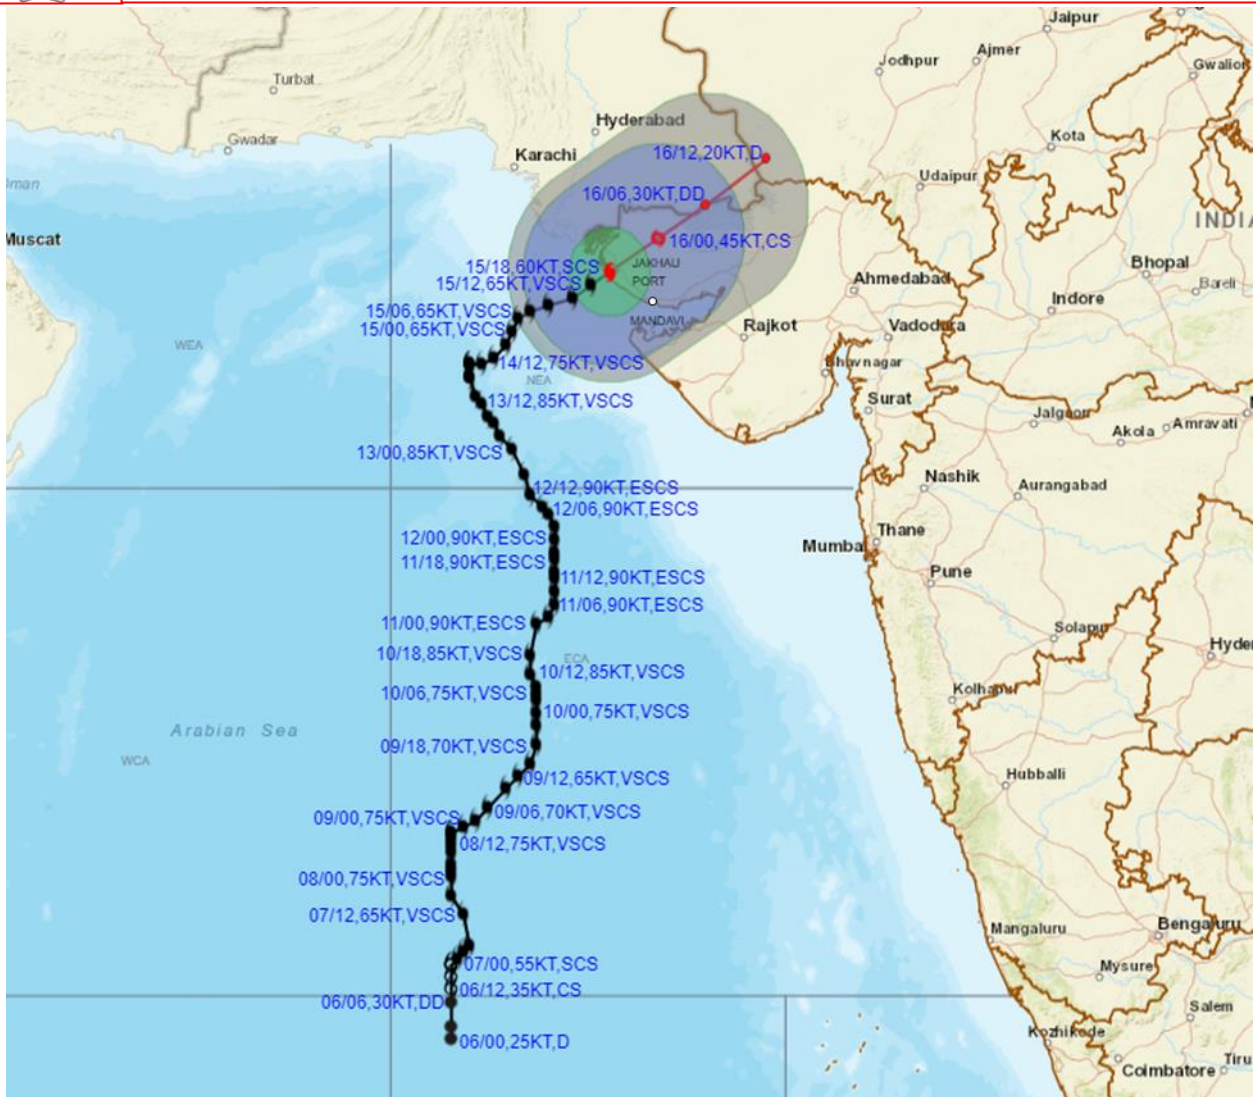 Jaipur
Ajmer
Jodhpur
Gwalior
Turbat
Hyderabad
Kota
Gwadar
Karachi
16/12,20KT,D
Udaipur
Oman
16/06,30KT,DD
INDIA
Muscat
16/00,45KT,CS
15/18,60KT,SCS
JAKHAU
PORT
Bhopal
15/12,65KT,VSCS
Ahmedabad
Bareli
Indore
15/06,65KT,VSCS
MANDAVI
Rajkot
Vadodara
15/00,65KT,VSCS
WEA
14/12,75KT,VSCS
Bhavnagar
NEA
13/12,85KT,VSCS
Surat
Jalgaon
Amravati
Akola
13/00,85KT,VSCS
Nashik
12/12,90KT,ESCS
Aurangabad
12/06,90KT,ESCS
12/00,90KT,ESCS
Thane
Mumbai
11/18,90KT,ESCS
11/12,90KT,ESCS
Pune
11/06,90KT,ESCS
11/00,90KT,ESCS
Solapur
Hyder
10/18,85KT,VSCS
ECA
10/12,85KT,VSCS
10/06,75KT,VSCS
Kolhapur
10/00,75KT,VSCS
Arabian Sea
09/18,70KT,VSCS
WCA
09/12,65KT,VSCS
Hubballi
09/06,70KT,VSCS
09/00,75KT,VSCS
08/12,75KT,VSCS
08/00,75KT,VSCS
07/12,65KT,VSCS
Mangaluru
Bengaluru
07/00,55KT,SCS
Mysure
06/12,35KT,CS
06/06,30KT,DD
Salem
Kozhikode
06/00,25KT,D
Coimbatore
Tiru